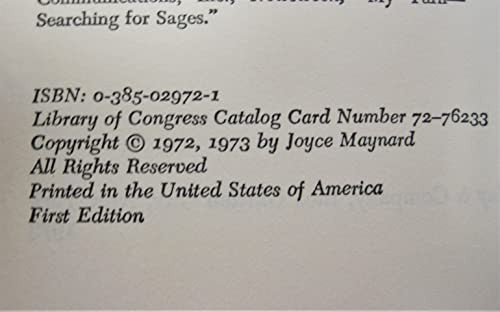 Searching for Sages."
ISBN: 0-385-02972-1
Library of Congress Catalog Card Number 72–76233
Copyright © 1972, 1973 by Joyce Maynard
All Rights Reserved
Printed in the United States of America
First Edition